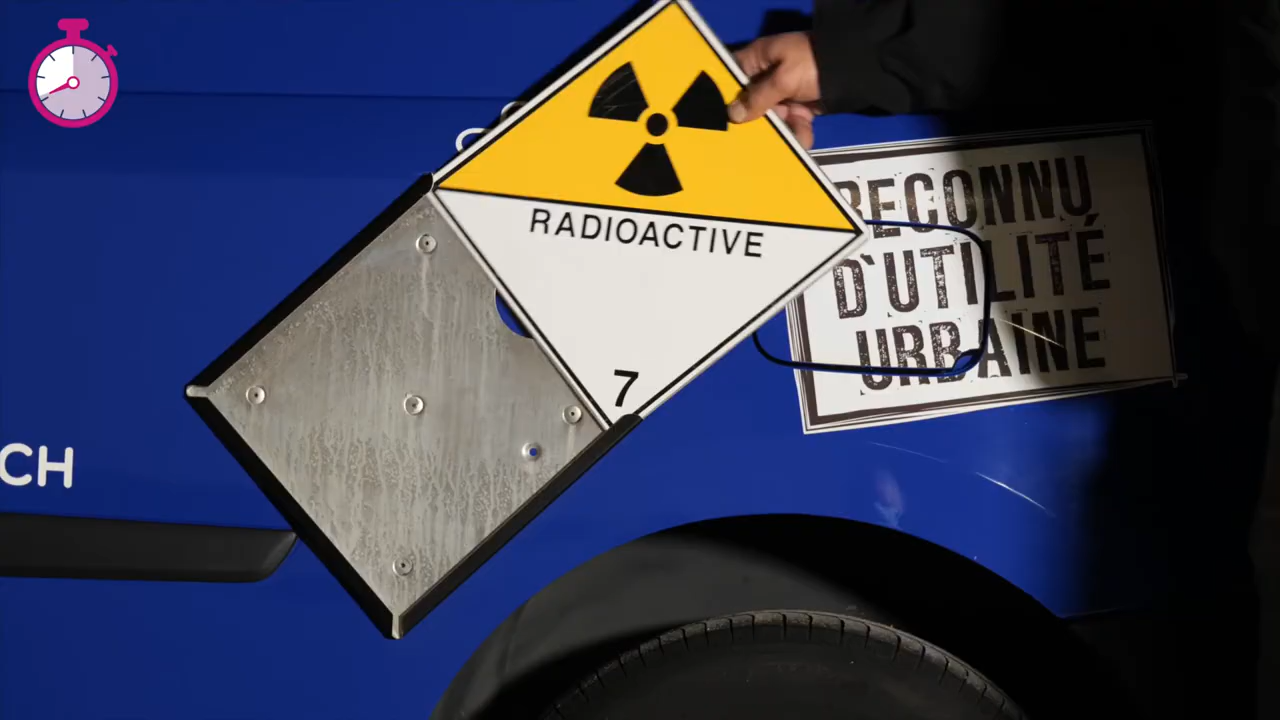 RADIOACTIVE
7
RECONNU
D`UTILITÉ
URBAINE
CH